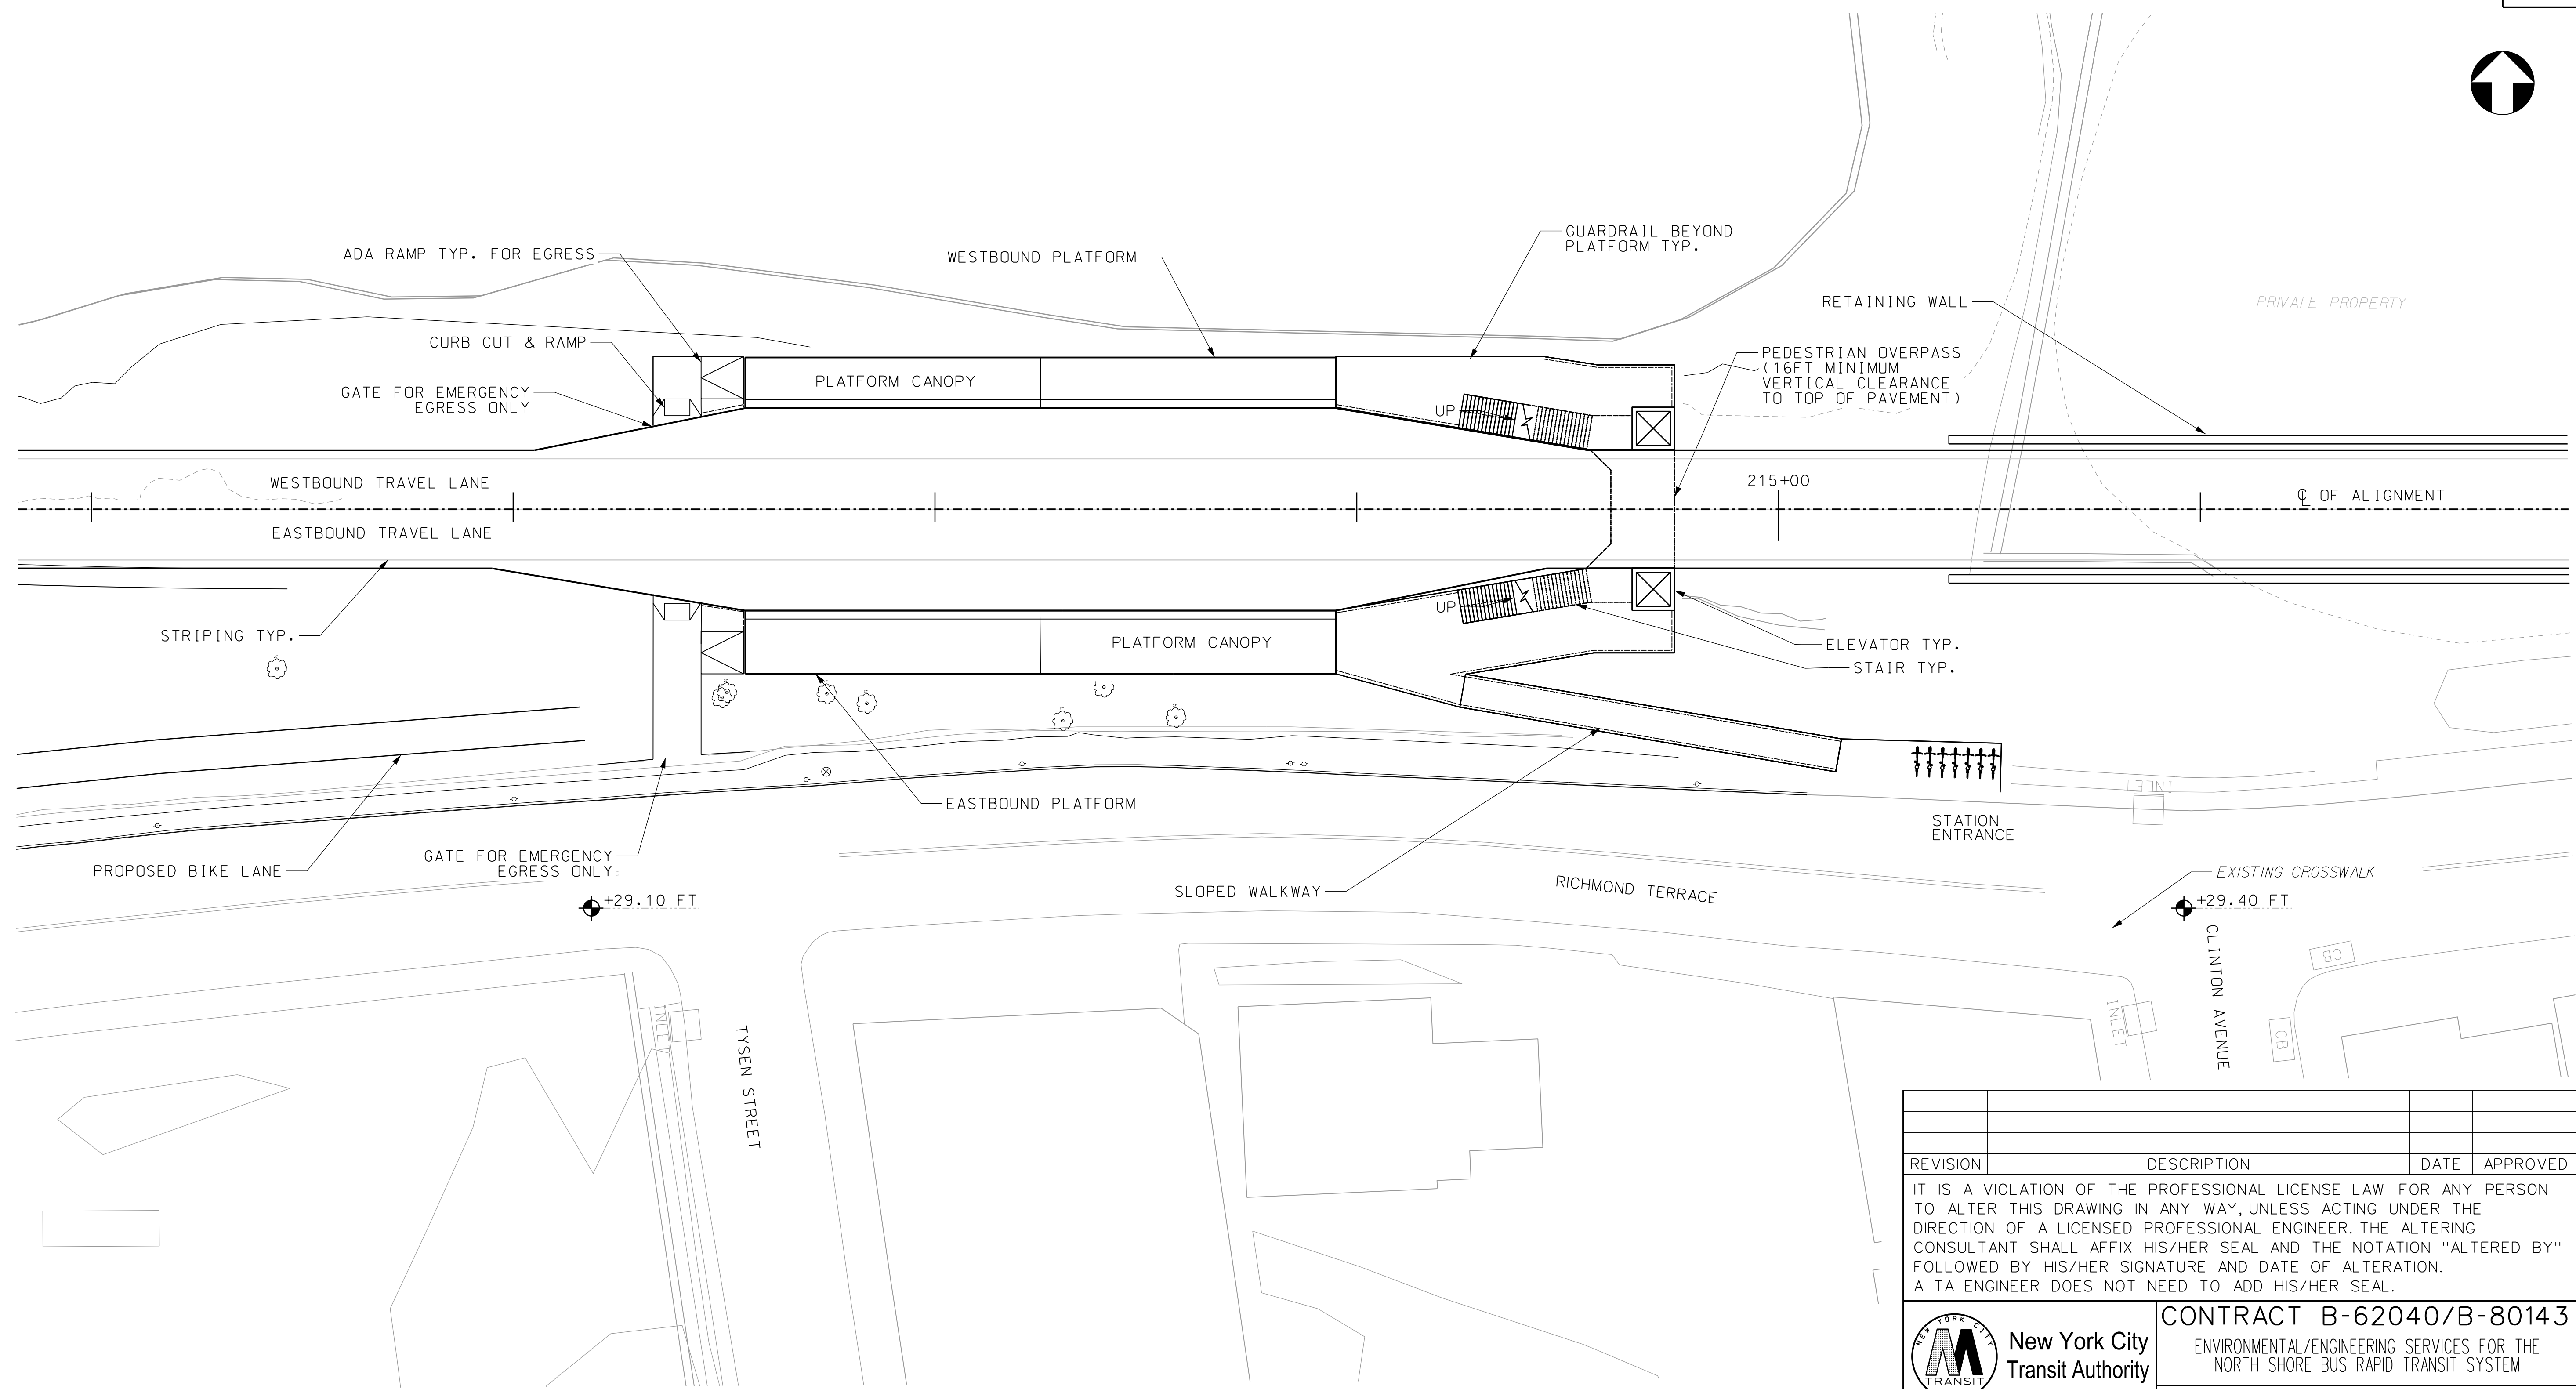 ADA RAMP TYP. FOR EGRESS
WESTBOUND PLATFORM
GUARDRAIL BEYOND
PLATFORM TYP.
RETAINING WALL
PRIVATE PROPERTY
CURB CUT & RAMP
PEDESTRIAN OVERPASS
(16FT MINIMUM
VERTICAL CLEARANCE
TO TOP OF PAVEMENT)
PLATFORM CANOPY
GATE FOR EMERGENCY
EGRESS ONLY
UP
WESTBOUND TRAVEL LANE
215+00
℄ OF ALIGNMENT
EASTBOUND TRAVEL LANE
UP
STRIPING TYP.
PLATFORM CANOPY
ELEVATOR TYP.
STAIR TYP.
INLET
EASTBOUND PLATFORM
STATION
ENTRANCE
PROPOSED BIKE LANE
GATE FOR EMERGENCY
EGRESS ONLY
SLOPED WALKWAY
RICHMOND TERRACE
EXISTING CROSSWALK
+29.10 FT
+29.40 FT
CLINTON AVENUE
CB
INLET
TYSEN STREET
INLET
CB
REVISION DESCRIPTION DATE APPROVED
IT IS A VIOLATION OF THE PROFESSIONAL LICENSE LAW FOR ANY PERSON
TO ALTER THIS DRAWING IN ANY WAY, UNLESS ACTING UNDER THE
DIRECTION OF A LICENSED PROFESSIONAL ENGINEER. THE ALTERING
CONSULTANT SHALL AFFIX HIS/HER SEAL AND THE NOTATION "ALTERED BY"
FOLLOWED BY HIS/HER SIGNATURE AND DATE OF ALTERATION.
A TA ENGINEER DOES NOT NEED TO ADD HIS/HER SEAL.
NEW YORK CITY
TRANSIT
New York City
Transit Authority
CONTRACT B-62040/B-80143
ENVIRONMENTAL/ENGINEERING SERVICES FOR THE
NORTH SHORE BUS RAPID TRANSIT SYSTEM